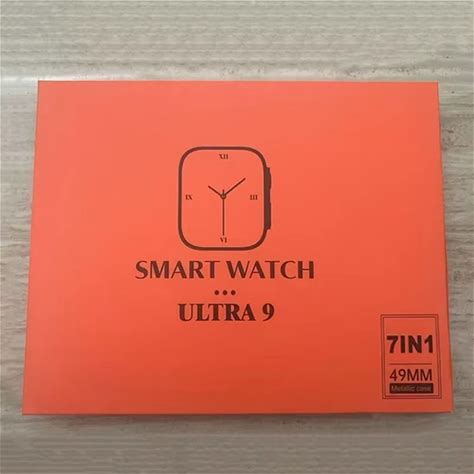 XII
IX
III
VI
SMART WATCH
ULTRA 9
7IN1
49MM
Metallic case